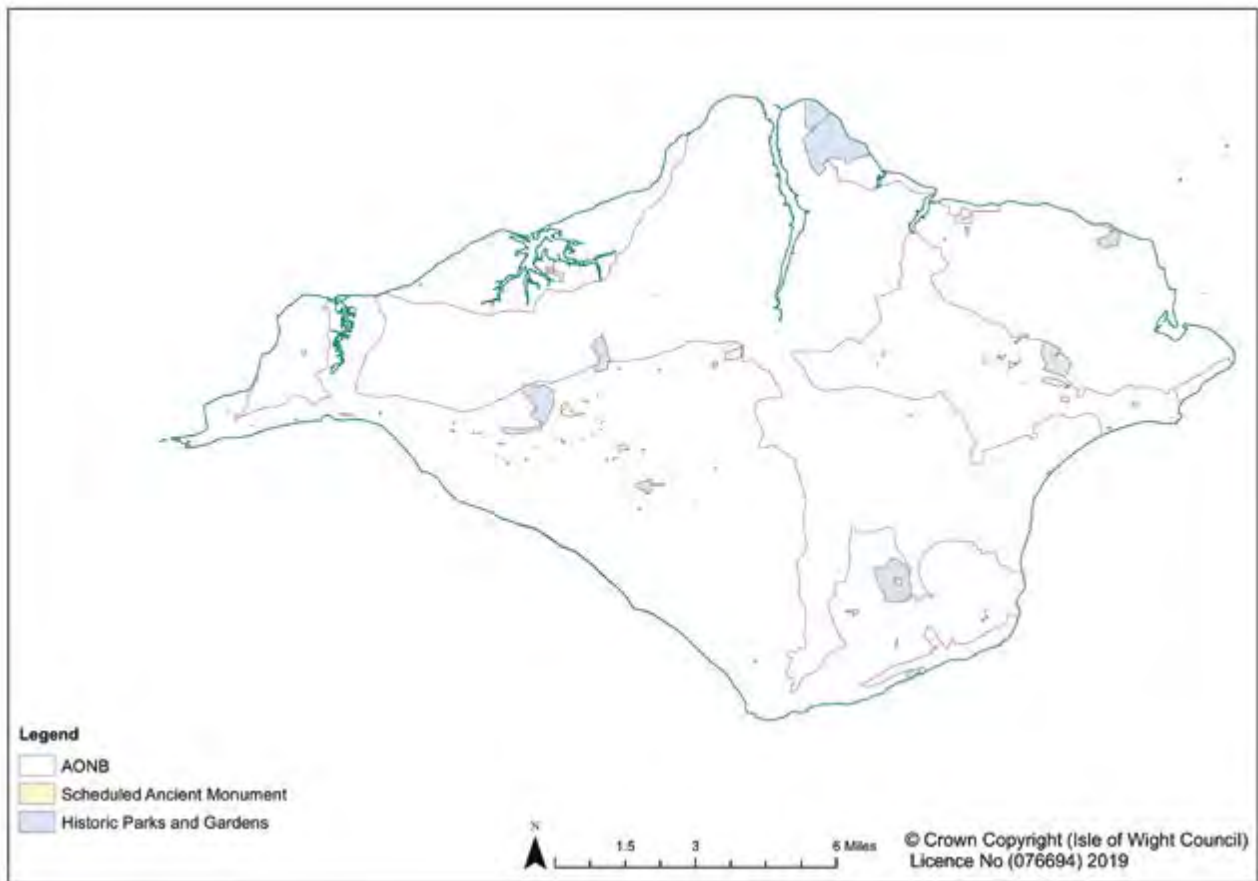 Legend
AONB
Scheduled Ancient Monument
Historic Parks and Gardens
N
1.5 3 6 Miles
© Crown Copyright (Isle of Wight Council)
Licence No (076694) 2019